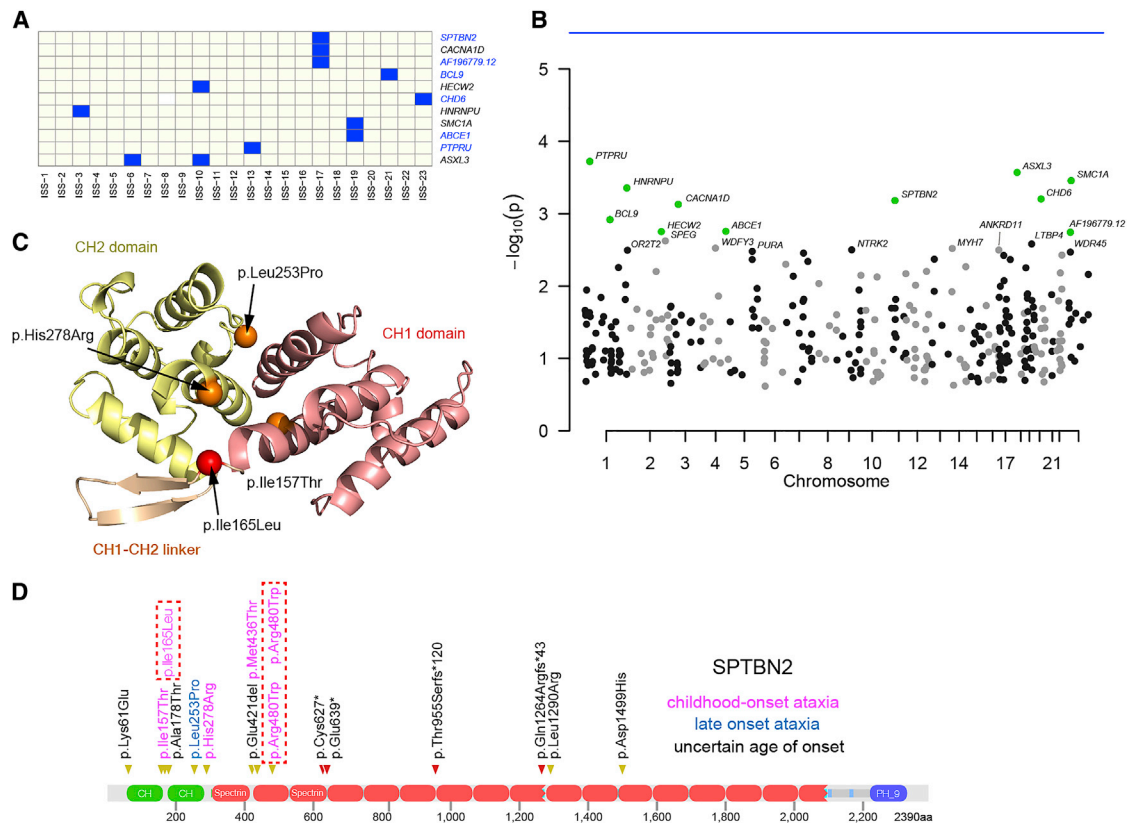 A
SPTBN2
CACNA1D
AF196779.12
BCL9
HECW2
CHD6
HNRNPU
SMC1A
ABCE1
PTPRU
ASXL3
ISS-1
ISS-2
ISS-3
ISS-4
ISS-5
ISS-6
ISS-7
ISS-8
ISS-9
ISS-10
ISS-11
ISS-12
ISS-13
ISS-14
ISS-15
ISS-16
ISS-17
ISS-18
ISS-19
ISS-20
ISS-21
ISS-22
ISS-23
B
−log10(p)
5
4
3
2
1
0
PTPRU
HNRNPU
BCL9
CACNA1D
HECW2
SPEG
OR2T2
ABCE1
WDFY3
PURA
NTRK2
SPTBN2
MYH7
ANKRD11
ASXL3
CHD6
SMC1A
AF196779.12
LTBP4
WDR45
1 2 3 4 5 6 7 8 10 12 14 17 21
Chromosome
C
CH2 domain
p.Leu253Pro
p.His278Arg
CH1 domain
p.Ile157Thr
p.Ile165Leu
CH1-CH2 linker
D
p.Lys61Glu
p.Ile157Thr
p.Ile165Leu
p.Ala178Thr
p.Leu253Pro
p.His278Arg
p.Glu421del
p.Met436Thr
p.Arg480Trp
p.Arg480Trp
p.Cys627*
p.Glu639*
p.Thr955Serfs*120
p.Gln1264Argfs*43
p.Leu1290Arg
p.Asp1499His
SPTBN2
childhood-onset ataxia
late onset ataxia
uncertain age of onset
CH CH Spectrin Spectrin PH_9
200 400 600 800 1,000 1,200 1,400 1,600 1,800 2,000 2,200 2390aa